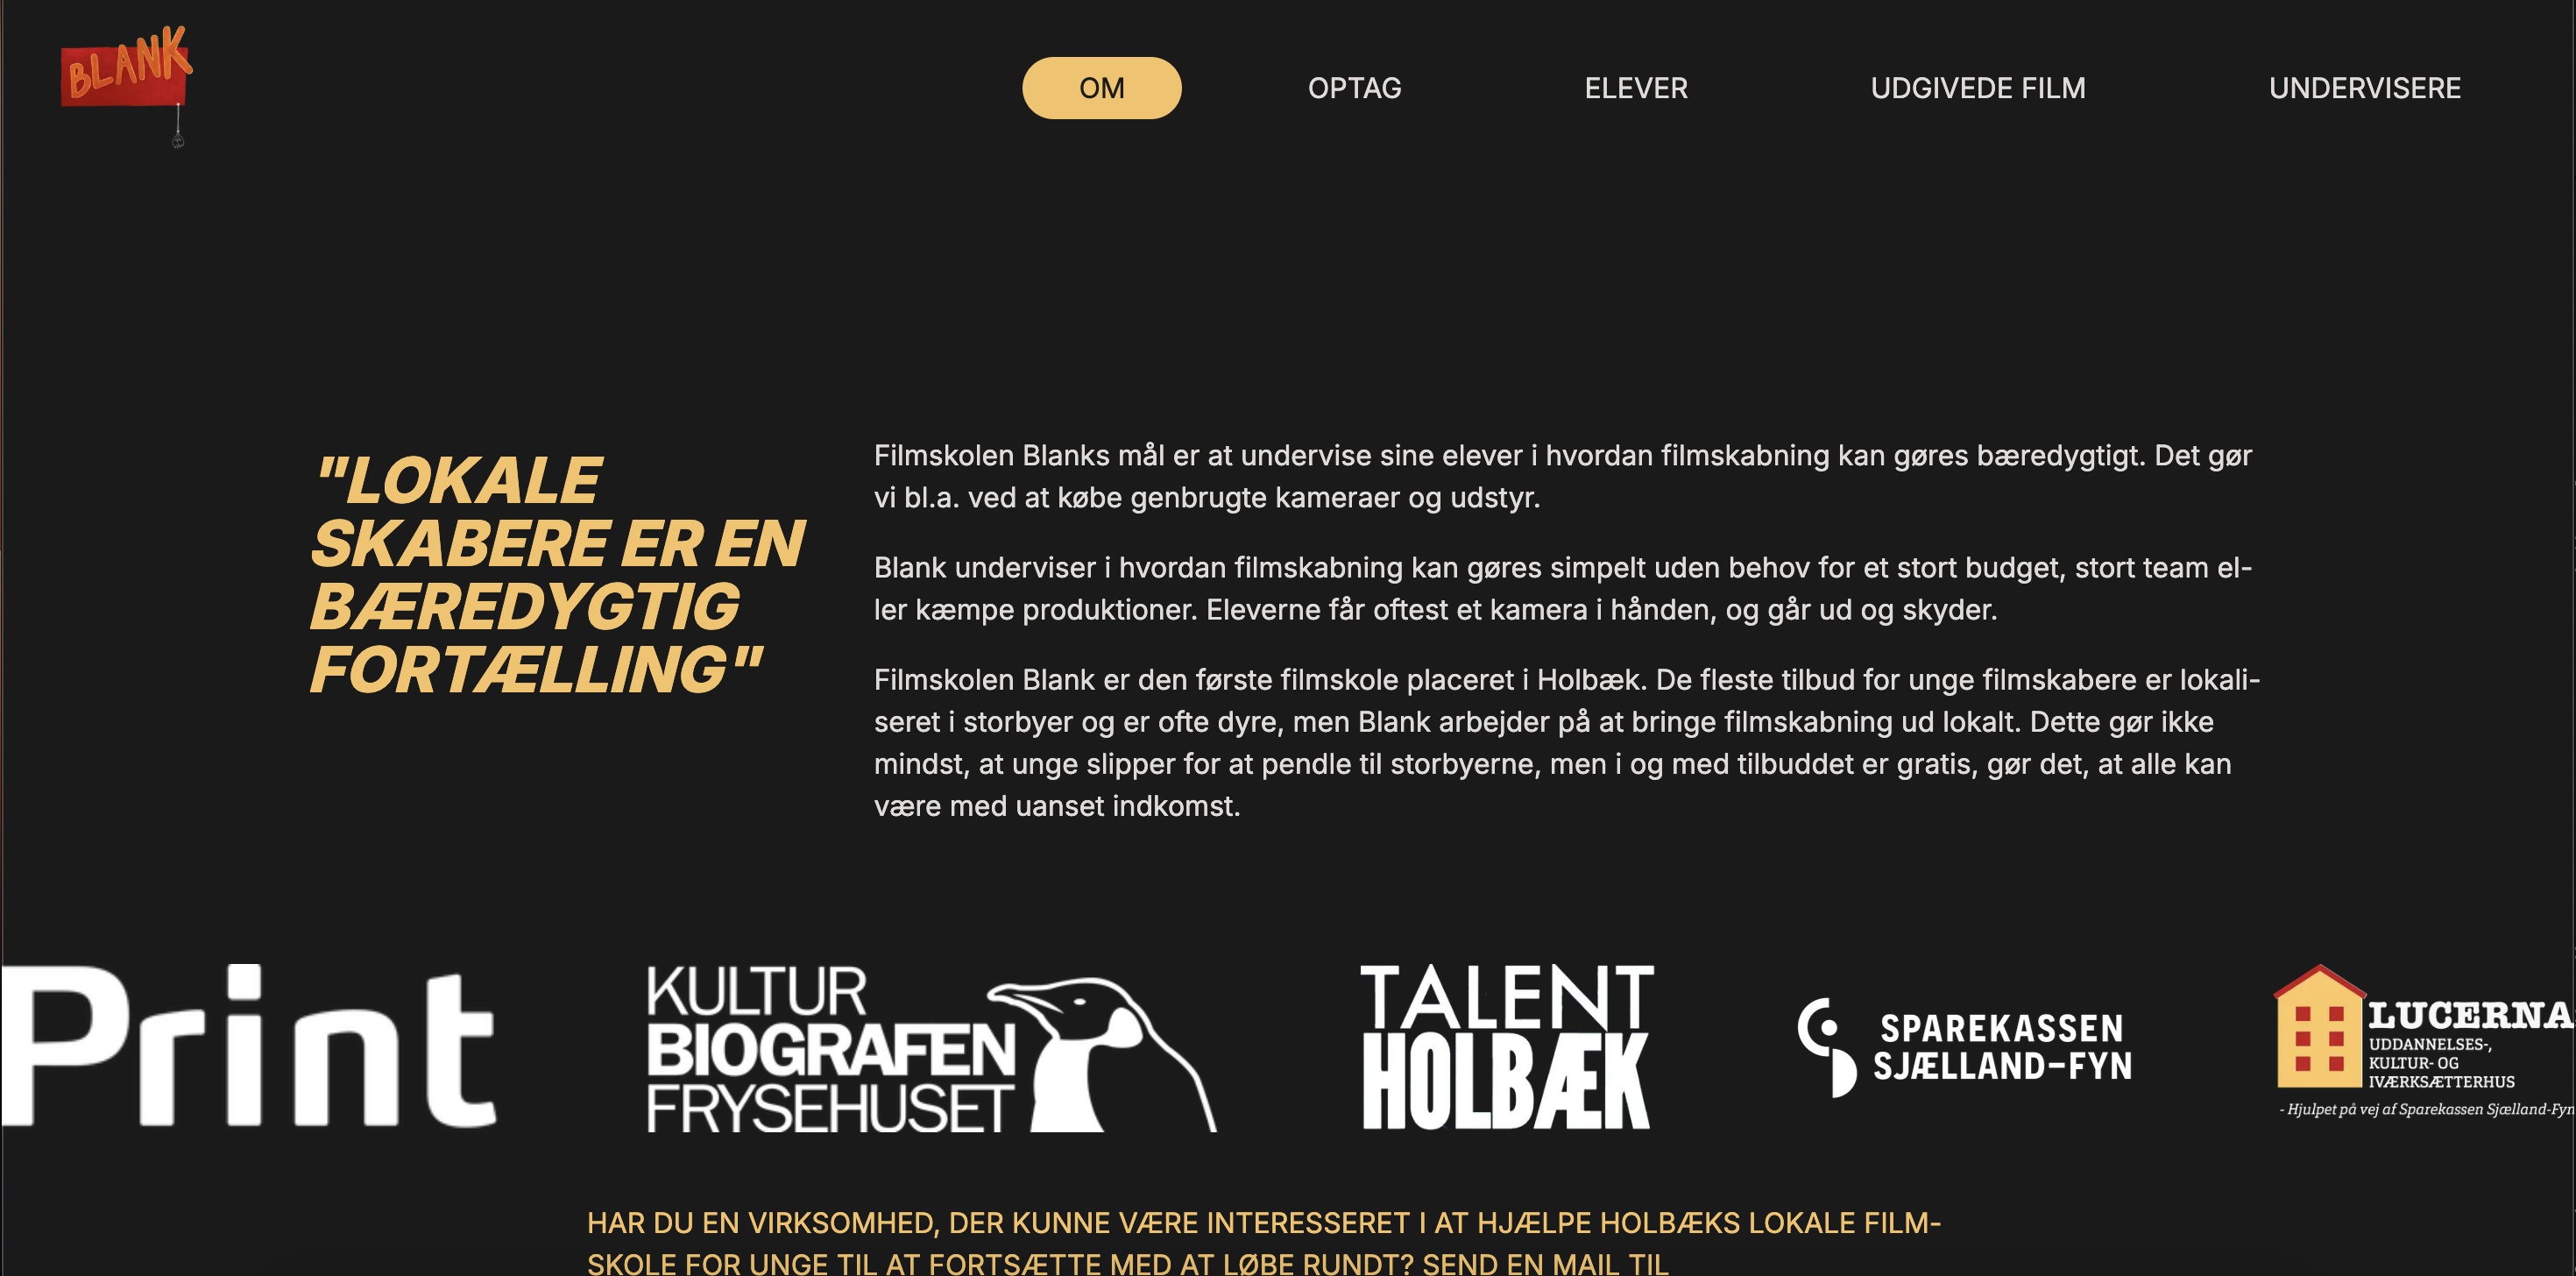 BLANK
OM
OPTAG
ELEVER
UDGIVEDE FILM
UNDERVISERE
"LOKALE
SKABERE ER EN
BÆREDYGTIG
FORTÆLLING"
Filmskolen Blanks mål er at undervise sine elever i hvordan filmskabning kan gøres bæredygtigt. Det gør
vi bl.a. ved at købe genbrugte kameraer og udstyr.
Blank underviser i hvordan filmskabning kan gøres simpelt uden behov for et stort budget, stort team el-
ler kæmpe produktioner. Eleverne får oftest et kamera i hånden, og går ud og skyder.
Filmskolen Blank er den første filmskole placeret i Holbæk. De fleste tilbud for unge filmskabere er lokali-
seret i storbyer og er ofte dyre, men Blank arbejder på at bringe filmskabning ud lokalt. Dette gør ikke
mindst, at unge slipper for at pendle til storbyerne, men i og med tilbuddet er gratis, gør det, at alle kan
være med uanset indkomst.
Print
KULTUR
BIOGRAFEN
FRYSEHUSET
TALENT
HOLBÆK
SPAREKASSEN
SJÆLLAND-FYN
LUCERNA
UDDANNELSES-,
KULTUR- OG
IVÆRKSÆTTERHUS
- Hjulpet på vej af Sparekassen Sjælland-Fyn
HAR DU EN VIRKSOMHED, DER KUNNE VÆRE INTERESSERET I AT HJÆLPE HOLBÆKS LOKALE FILM-
SKOLE FOR UNGE TIL AT FORTSÆTTE MED AT LØBE RUNDT? SEND EN MAIL TIL